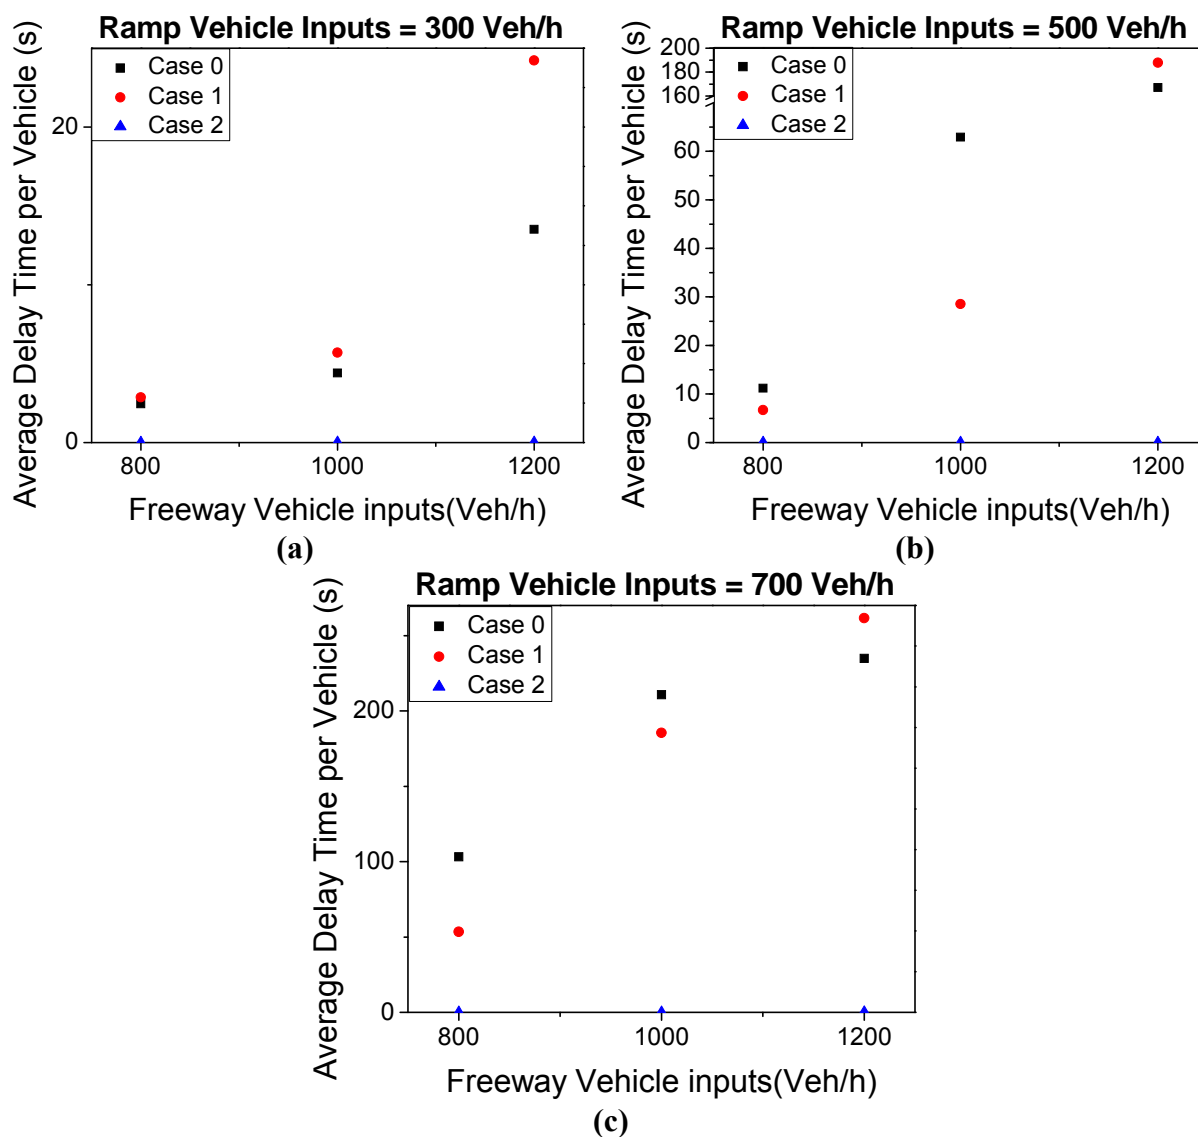 Ramp Vehicle Inputs = 300 Veh/h
Average Delay Time per Vehicle (s)
Case 0
Case 1
Case 2
20
0
800 1000 1200
Freeway Vehicle inputs(Veh/h)
(a)
Ramp Vehicle Inputs = 500 Veh/h
Average Delay Time per Vehicle (s)
Case 0
Case 1
Case 2
200
180
160
60
50
40
30
20
10
0
800 1000 1200
Freeway Vehicle inputs(Veh/h)
(b)
Ramp Vehicle Inputs = 700 Veh/h
Average Delay Time per Vehicle (s)
Case 0
Case 1
Case 2
200
100
0
800 1000 1200
Freeway Vehicle inputs(Veh/h)
(c)